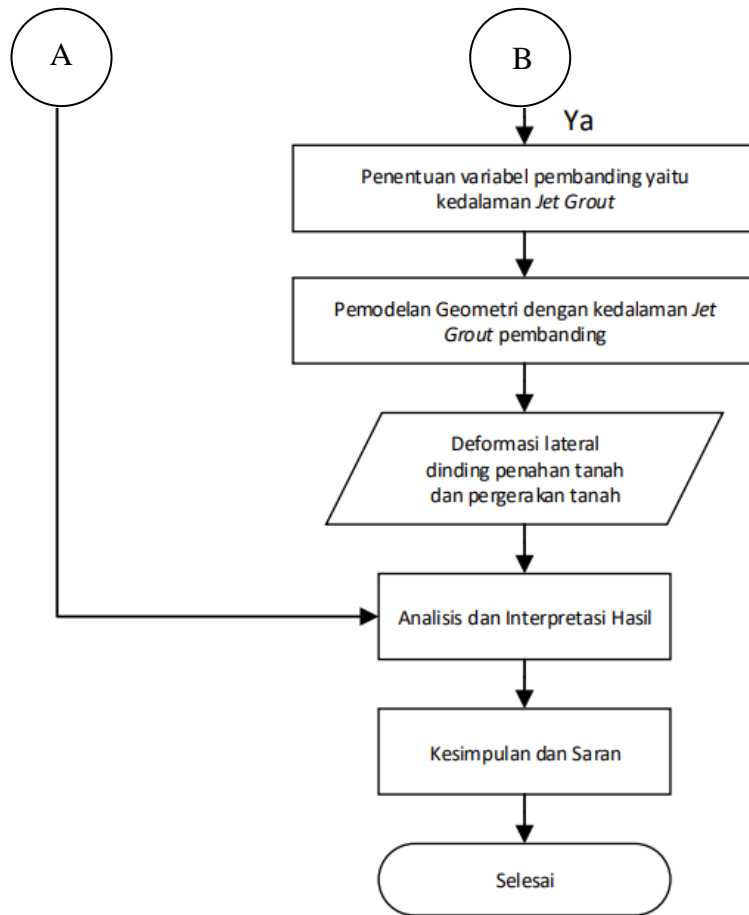 A
B
Ya
Penentuan variabel pembanding yaitu
kedalaman Jet Grout
Pemodelan Geometri dengan kedalaman Jet
Grout pembanding
Deformasi lateral
dinding penahan tanah
dan pergerakan tanah
Analisis dan Interpretasi Hasil
Kesimpulan dan Saran
Selesai